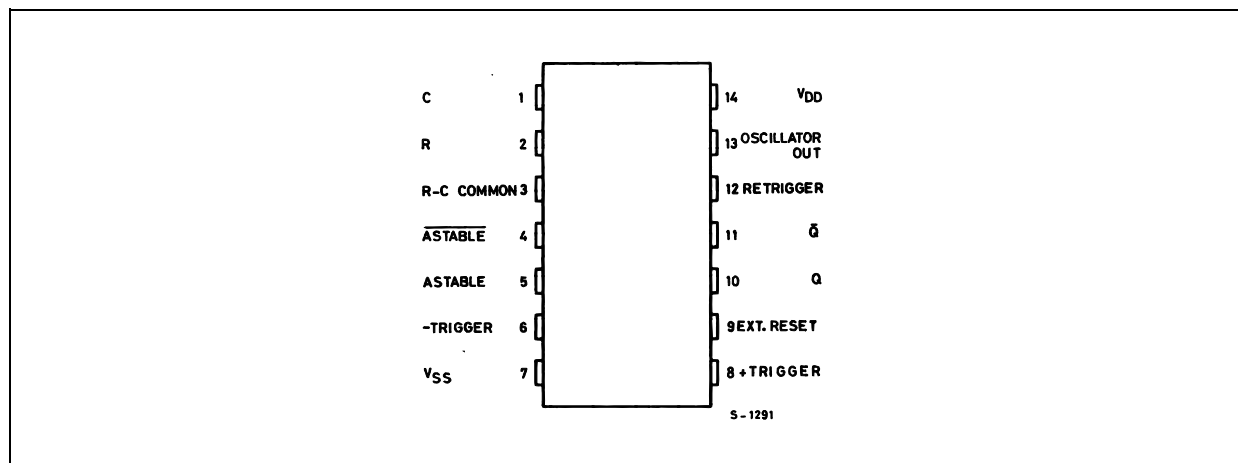 C 1
R 2
R-C COMMON 3
ASTABLE 4
ASTABLE 5
-TRIGGER 6
VSS 7
14 VDD
13 OSCILLATOR
OUT
12 RETRIGGER
11 Q̄
10 Q
9 EXT. RESET
8 +TRIGGER
S-1291